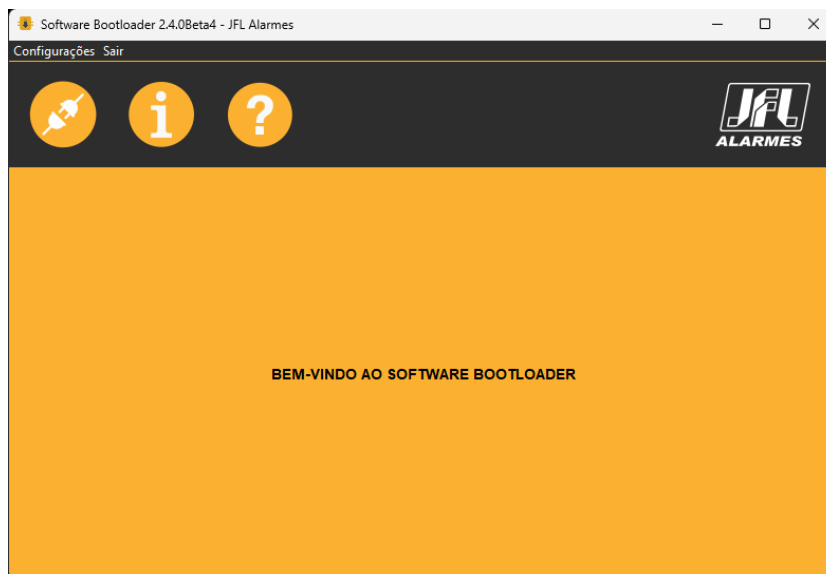 Software Bootloader 2.4.0Beta4 - JFL Alarmes
Configurações Sair
i ?
JFL
ALARMES
BEM-VINDO AO SOFTWARE BOOTLOADER